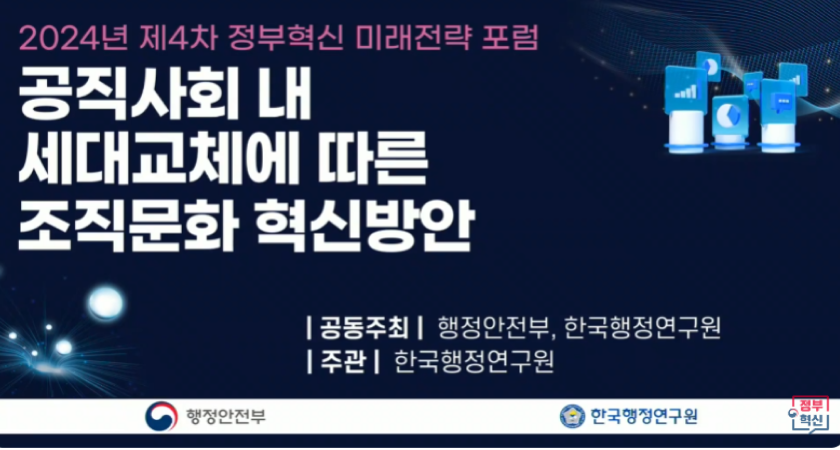 2024년 제4차 정부혁신 미래전략 포럼
공직사회 내
세대교체에 따른
조직문화 혁신방안
| 공동주최 | 행정안전부, 한국행정연구원
| 주관 | 한국행정연구원
행정안전부
한국행정연구원
정부
혁신